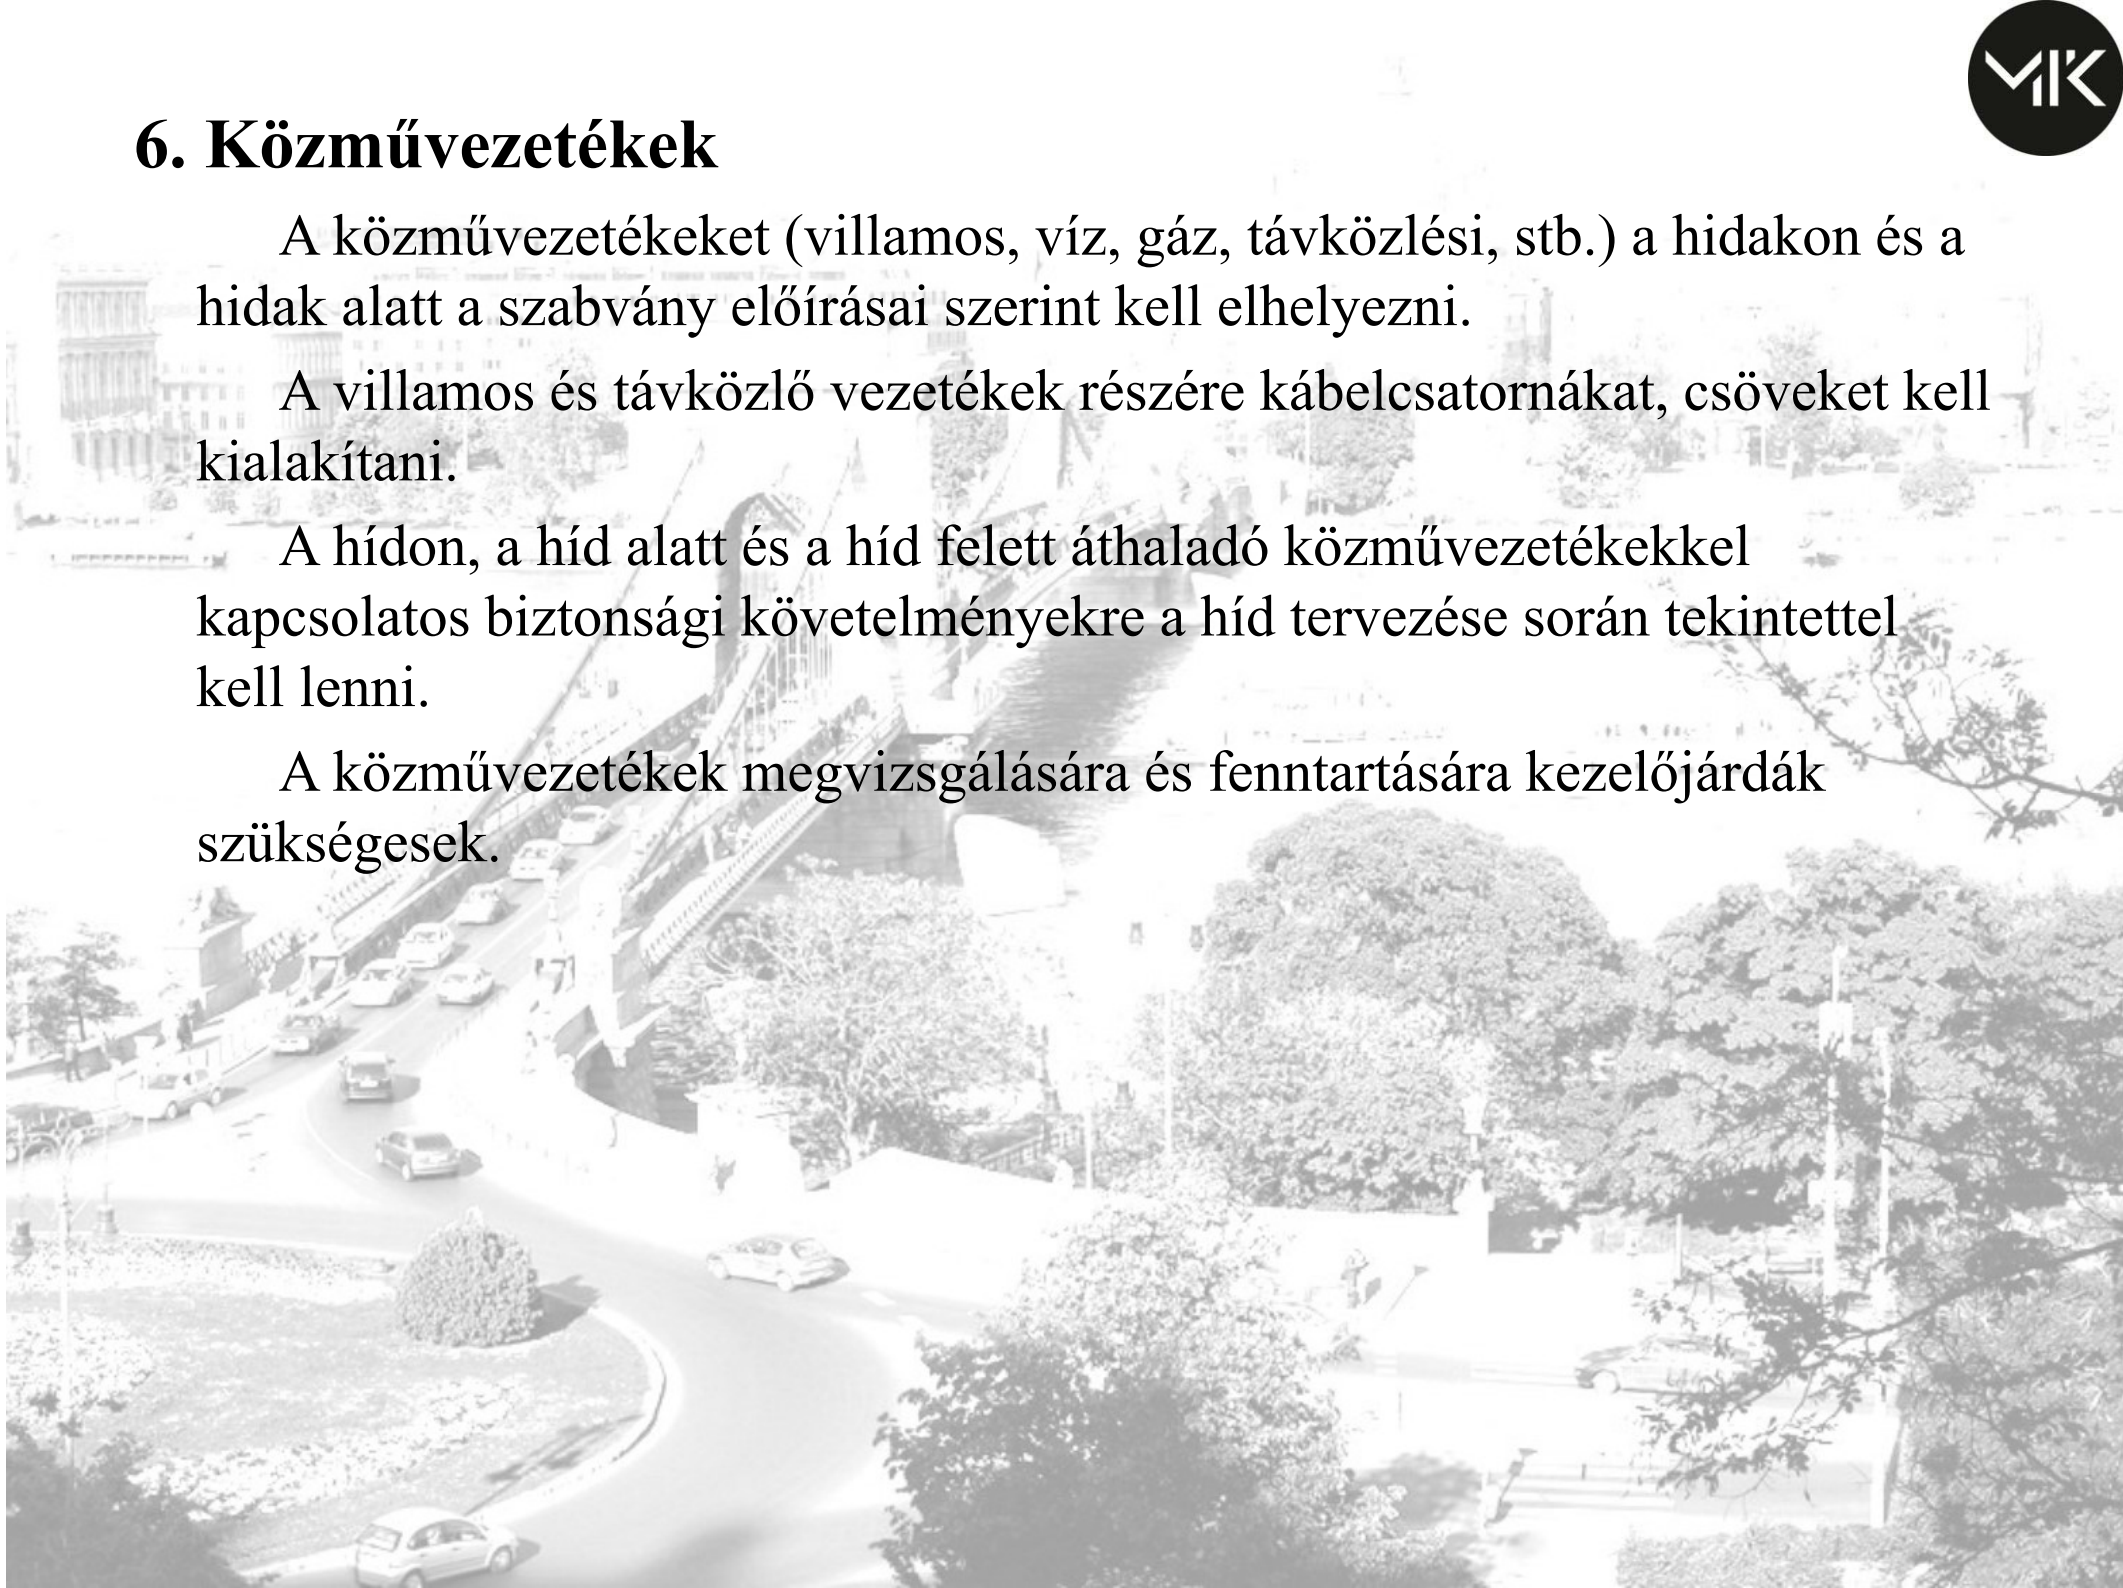 MK
6. Közművezetékek
A közművezetékeket (villamos, víz, gáz, távközlési, stb.) a hidakon és a
hidak alatt a szabvány előírásai szerint kell elhelyezni.
A villamos és távközlő vezetékek részére kábelcsatornákat, csöveket kell
kialakítani.
A hídon, a híd alatt és a híd felett áthaladó közművezetékekkel
kapcsolatos biztonsági követelményekre a híd tervezése során tekintettel
kell lenni.
A közművezetékek megvizsgálására és fenntartására kezelőjárdák
szükségesek.